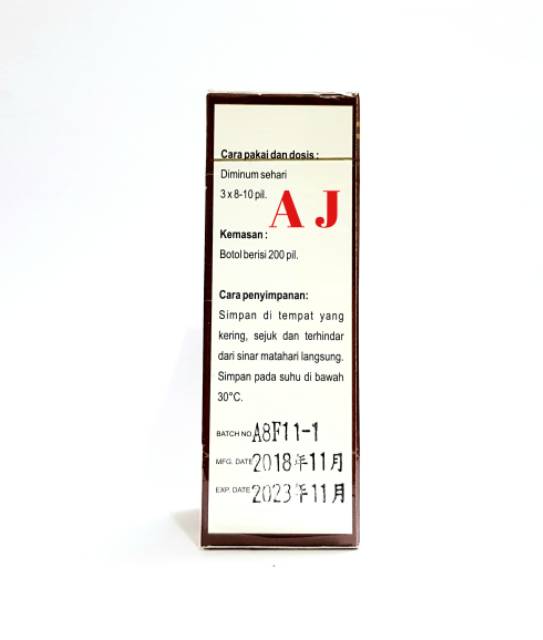 Cara pakai dan dosis :
Diminum sehari
3 x 8-10 pil.
A J
Kemasan :
Botol berisi 200 pil.
Cara penyimpanan:
Simpan di tempat yang
kering, sejuk dan terhindar
dari sinar matahari langsung.
Simpan pada suhu di bawah
30°C.
BATCH NO A8F11-1
MFG. DATE 2018年11月
EXP. DATE 2023年11月